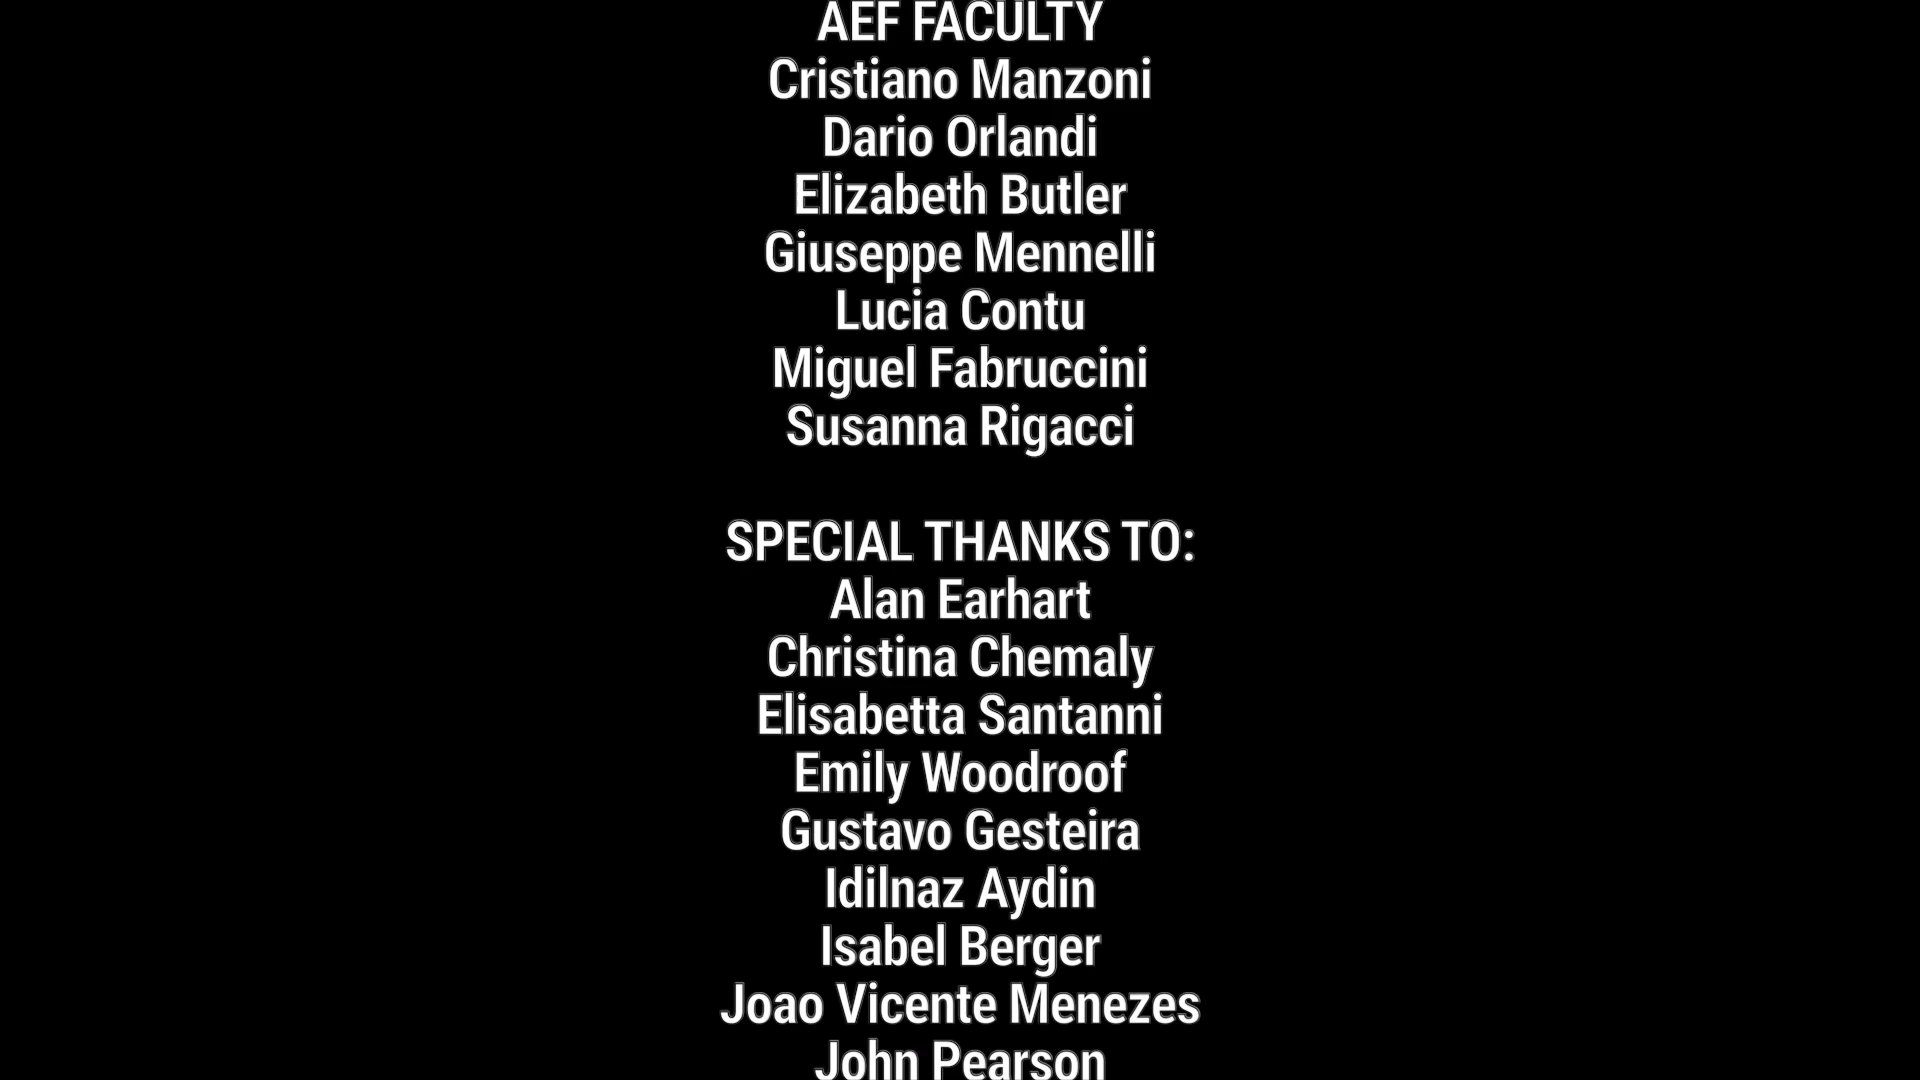 AEF FACULTY
Cristiano Manzoni
Dario Orlandi
Elizabeth Butler
Giuseppe Mennelli
Lucia Contu
Miguel Fabruccini
Susanna Rigacci
SPECIAL THANKS TO:
Alan Earhart
Christina Chemaly
Elisabetta Santanni
Emily Woodroof
Gustavo Gesteira
Idilnaz Aydin
Isabel Berger
Joao Vicente Menezes
John Pearson